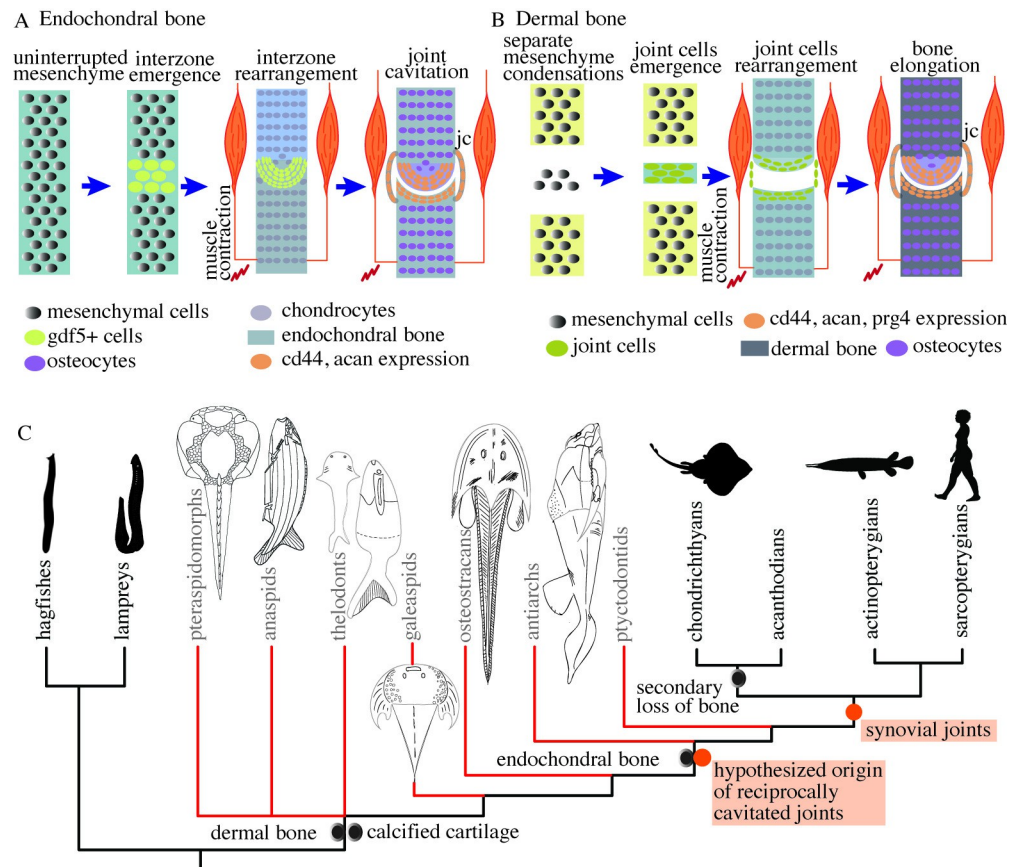 A Endochondral bone
uninterrupted
mesenchyme
interzone
emergence
interzone
rearrangement
joint
cavitation
jc
muscle
contraction
mesenchymal cells
gdf5+ cells
osteocytes
chondrocytes
endochondral bone
cd44, acan expression
B Dermal bone
separate
mesenchyme
condensations
joint cells
emergence
joint cells
rearrangement
bone
elongation
jc
muscle
contraction
mesenchymal cells
joint cells
cd44, acan, prg4 expression
dermal bone
osteocytes
C
hagfishes
lampreys
pteraspidomorphs
anaspids
thelodonts
galeaspids
osteostracans
antiarchs
ptyctodontids
chondrichthyans
acanthodians
actinopterygians
sarcopterygians
secondary
loss of bone
synovial joints
endochondral bone
hypothesized origin
of reciprocally
cavitated joints
dermal bone
calcified cartilage